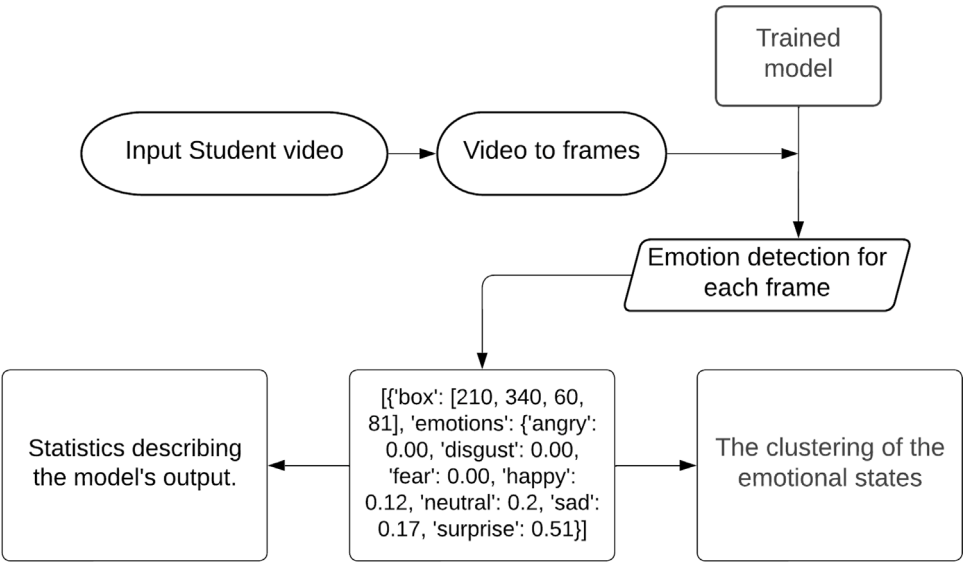 Trained
model
Input Student video
Video to frames
Emotion detection for
each frame
Statistics describing
the model's output.
[{'box': [210, 340, 60,
81], 'emotions': {'angry':
0.00, 'disgust': 0.00,
'fear': 0.00, 'happy':
0.12, 'neutral': 0.2, 'sad':
0.17, 'surprise': 0.51}]
The clustering of the
emotional states